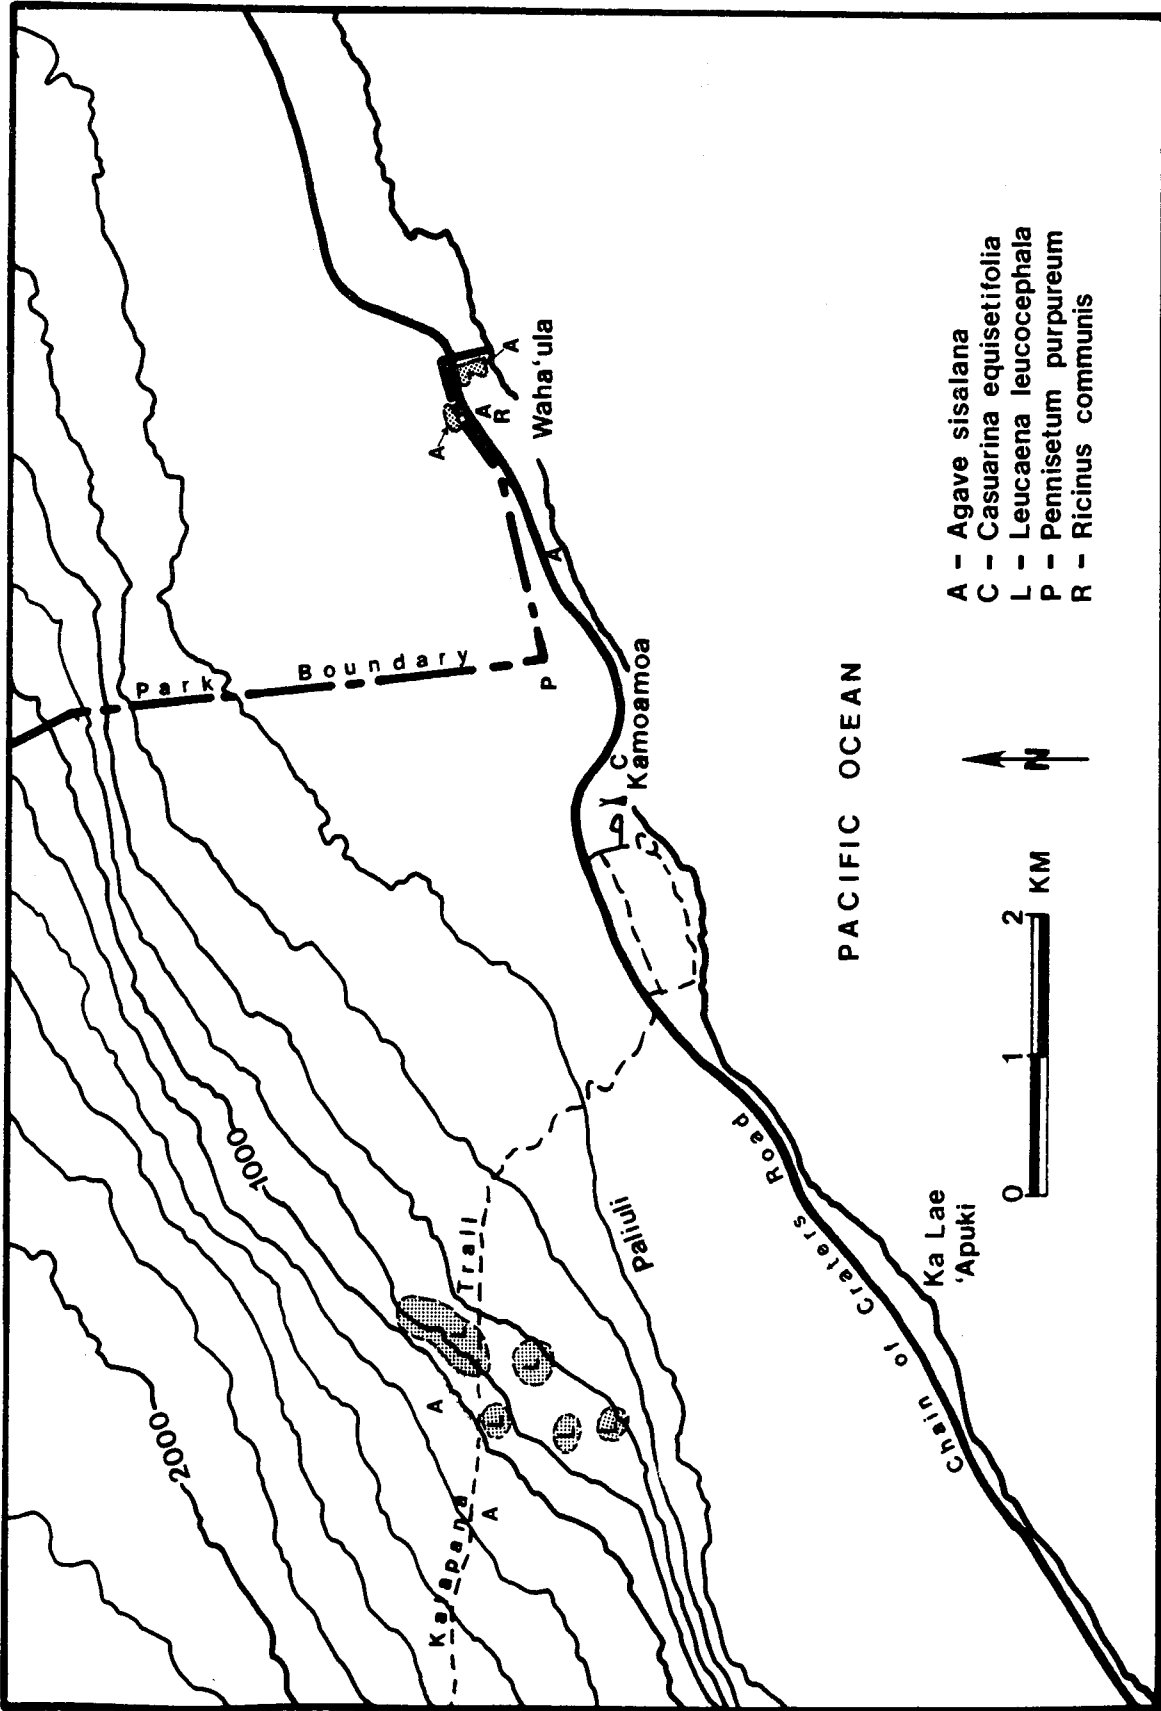 2000
1000
Kalapana
Trail
A
A
L
L
L
L
L
Paliuli
Park
Boundary
P
A
A
R
A
Waha‘ula
A
C
Kamoamoa
Chain of Craters Road
Ka Lae
‘Apuki
PACIFIC OCEAN
0 1 2 KM
N
A – Agave sisalana
C – Casuarina equisetifolia
L – Leucaena leucocephala
P – Pennisetum purpureum
R – Ricinus communis